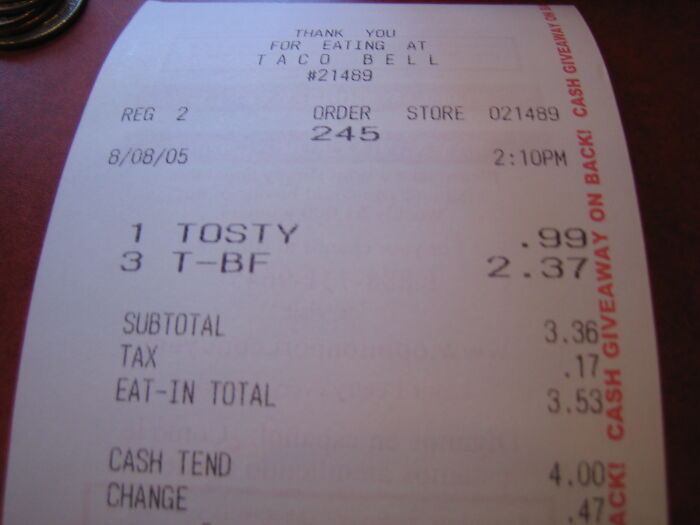 THANK YOU
FOR EATING AT
TACO BELL
#21489
REG 2 ORDER STORE 021489
245
8/08/05 2:10PM
1 TOSTY .99
3 T-BF 2.37
SUBTOTAL 3.36
TAX .17
EAT-IN TOTAL 3.53
CASH TEND 4.00
CHANGE .47
CASH GIVEAWAY ON BACK! CASH GIVEAWAY ON B
ACK!